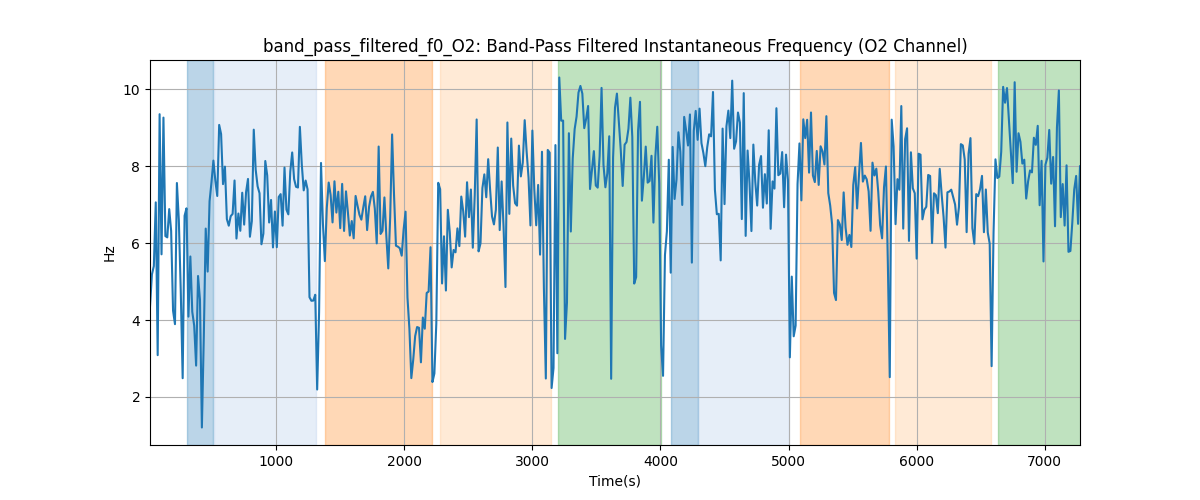 band_pass_filtered_f0_O2: Band-Pass Filtered Instantaneous Frequency (O2 Channel)
10
8
6
4
2
Hz
1000 2000 3000 4000 5000 6000 7000
Time(s)